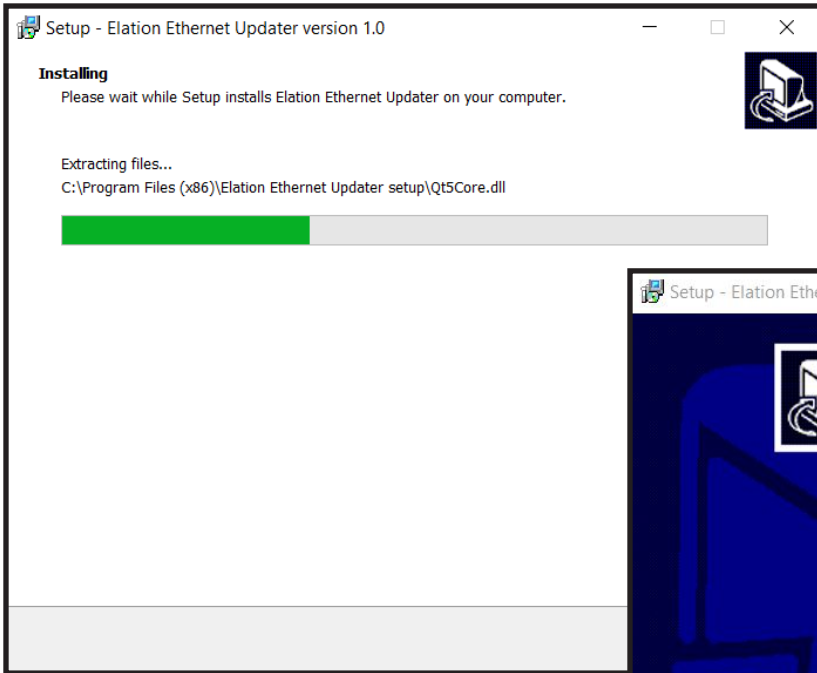 Setup - Elation Ethernet Updater version 1.0
Installing
Please wait while Setup installs Elation Ethernet Updater on your computer.
Extracting files...
C:\Program Files (x86)\Elation Ethernet Updater setup\Qt5Core.dll
Setup - Elation Ethe